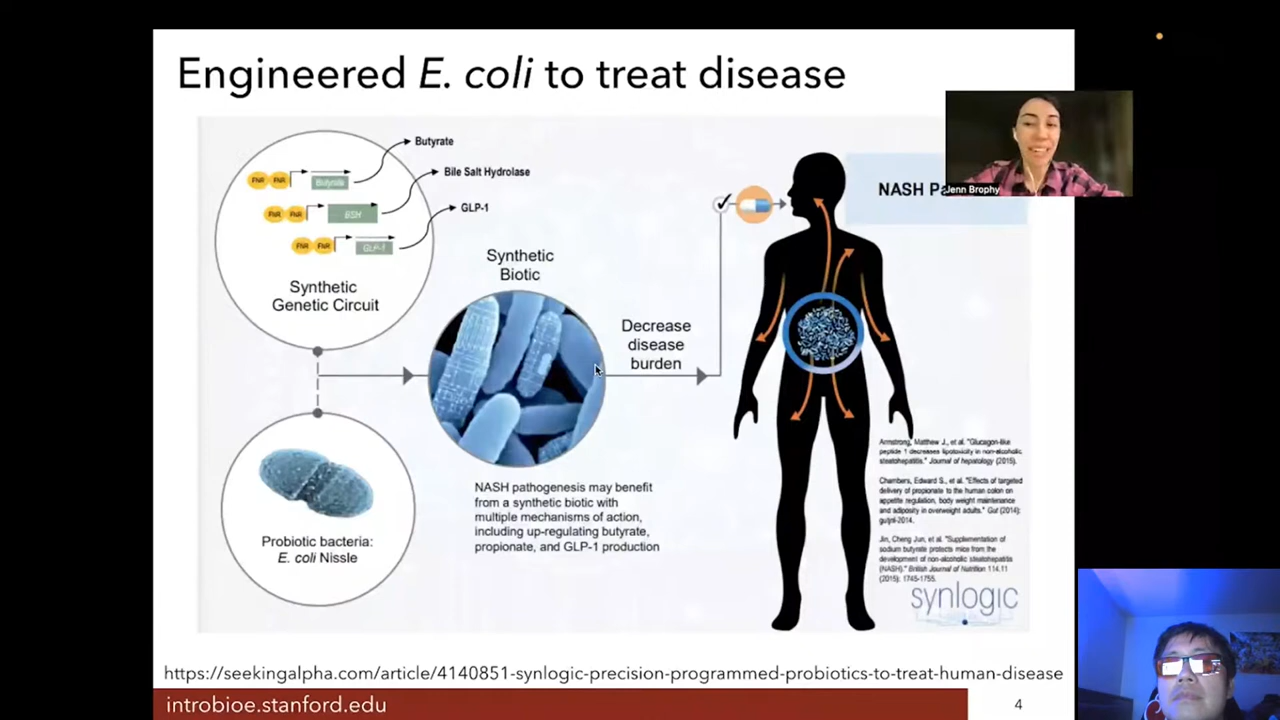 Engineered E. coli to treat disease
Butyrate
Bile Salt Hydrolase
GLP-1
FNR FNR Butyrate
FNR FNR BSH
FNR FNR GLP-1
Synthetic
Genetic Circuit
Synthetic
Biotic
Decrease
disease
burden
NASH
Jenn Brophy
Probiotic bacteria:
E. coli Nissle
NASH pathogenesis may benefit
from a synthetic biotic with
multiple mechanisms of action,
including up-regulating butyrate,
propionate, and GLP-1 production
Armstrong, Matthew J., et al. "Glucagon-like
peptide 1 decreases lipotoxicity in non-alcoholic
steatohepatitis." Journal of hepatology (2015).
Chambers, Edward S., et al. "Effects of targeted
delivery of propionate to the human colon on
appetite regulation, body weight maintenance
and adiposity in overweight adults." Gut (2014):
gutjnl-2014.
Jin, Cheng Jun, et al. "Supplementation of
sodium butyrate protects mice from the
development of non-alcoholic steatohepatitis
(NASH)." British Journal of Nutrition 114.11
(2015): 1745-1755.
synlogic
https://seekingalpha.com/article/4140851-synlogic-precision-programmed-probiotics-to-treat-human-disease
introbioe.stanford.edu
4